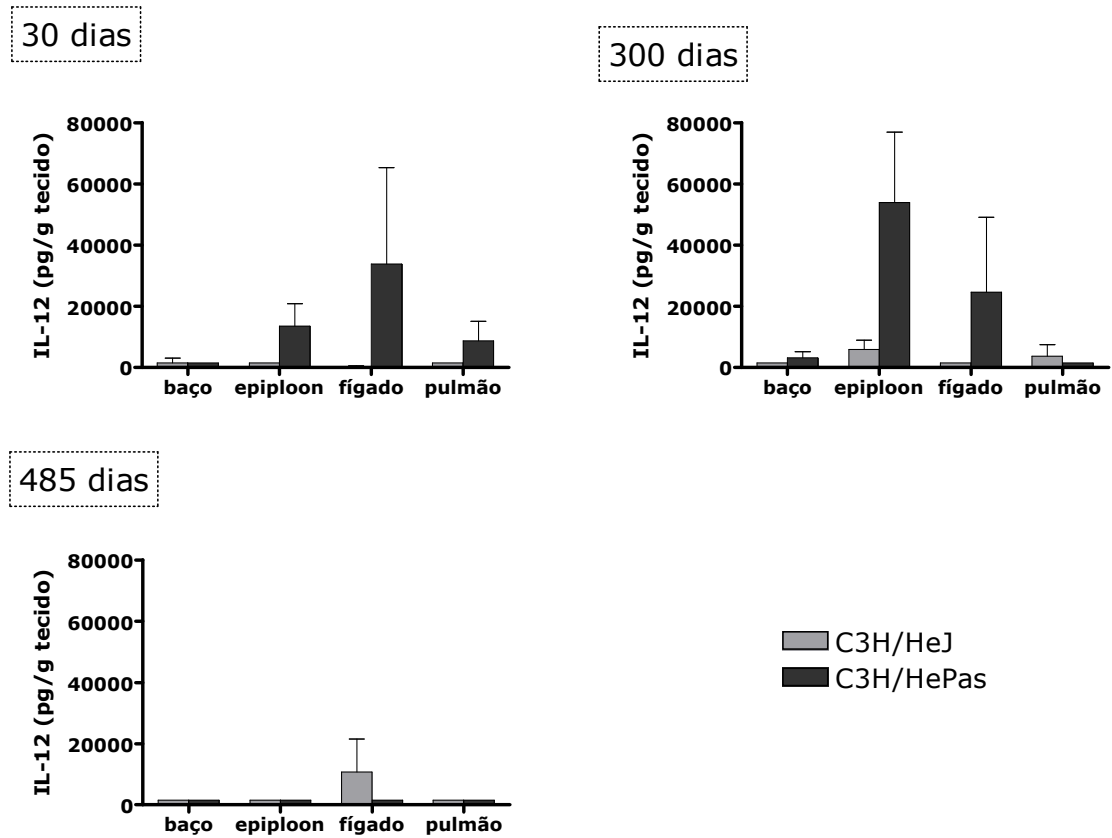 30 dias
300 dias
IL-12 (pg/g tecido)
80000
60000
40000
20000
0
baço epiploon fígado pulmão
IL-12 (pg/g tecido)
80000
60000
40000
20000
0
baço epiploon fígado pulmão
485 dias
IL-12 (pg/g tecido)
80000
60000
40000
20000
0
baço epiploon fígado pulmão
C3H/HeJ
C3H/HePas